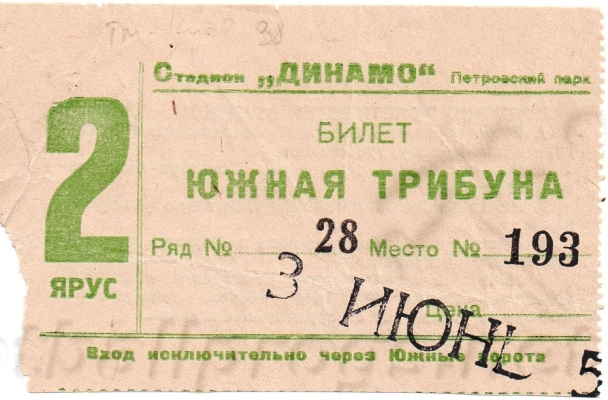 Стадион „ДИНАМО“ Петровский парк
2
ЯРУС
БИЛЕТ
ЮЖНАЯ ТРИБУНА
Ряд № 28 Место № 193
Цена
3 ИЮНЬ 5
Вход исключительно через Южные ворота